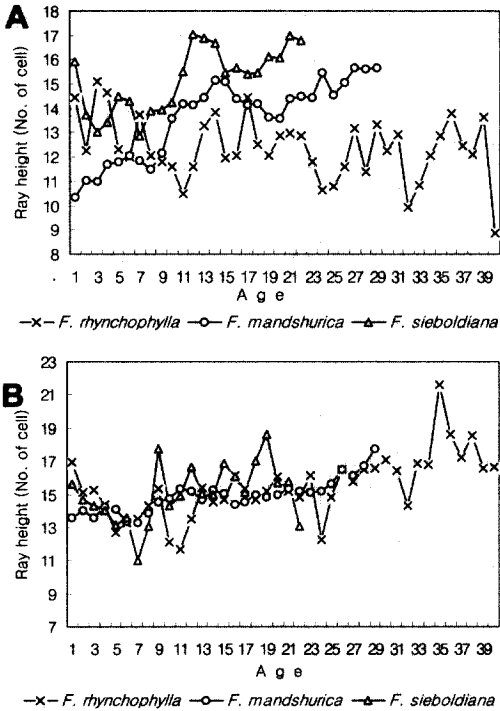 A
Ray height (No. of cell)
18
17
16
15
14
13
12
11
10
9
8
1 3 5 7 9 11 13 15 17 19 21 23 25 27 29 31 33 35 37 39
Age
F. rhynchophylla F. mandshurica F. sieboldiana
B
Ray height (No. of cell)
23
21
19
17
15
13
11
9
7
1 3 5 7 9 11 13 15 17 19 21 23 25 27 29 31 33 35 37 39
Age
F. rhynchophylla F. mandshurica F. sieboldiana